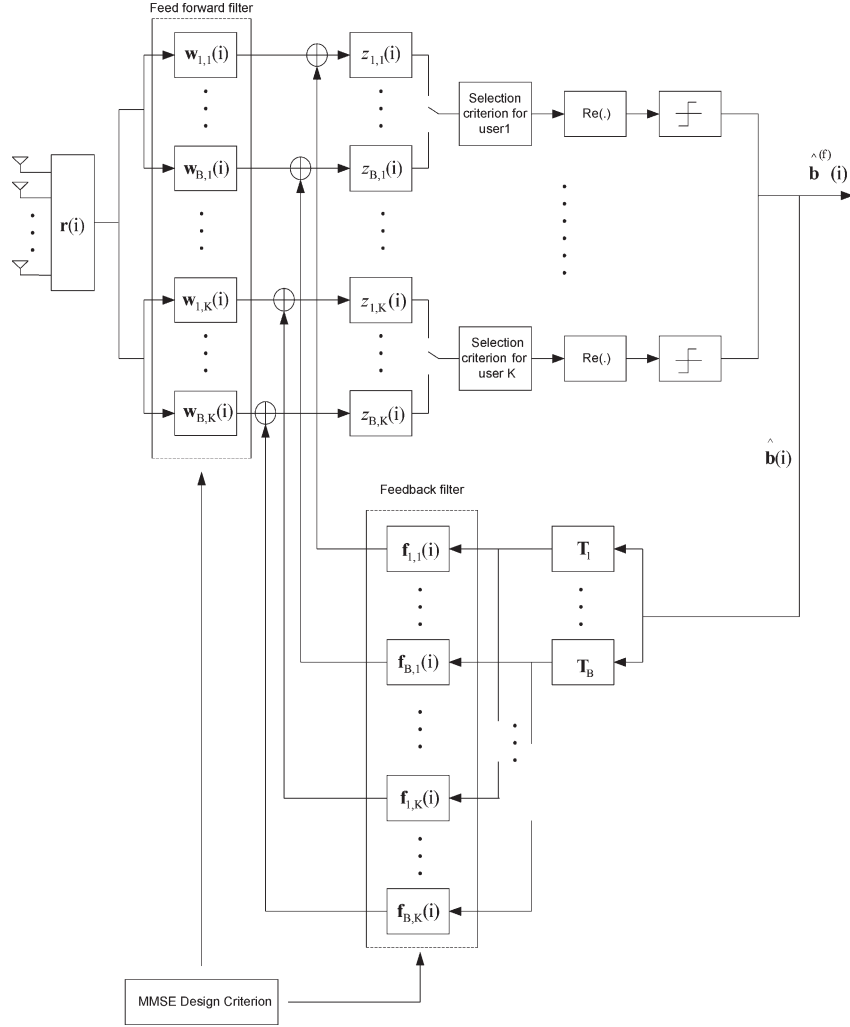 Feed forward filter
w1,1(i)
z1,1(i)
Selection
criterion for
user1
Re(.)
wB,1(i)
zB,1(i)
b̂(f)(i)
r(i)
w1,K(i)
z1,K(i)
Selection
criterion for
user K
Re(.)
wB,K(i)
zB,K(i)
b̂(i)
Feedback filter
f1,1(i)
T1
fB,1(i)
TB
f1,K(i)
fB,K(i)
MMSE Design Criterion